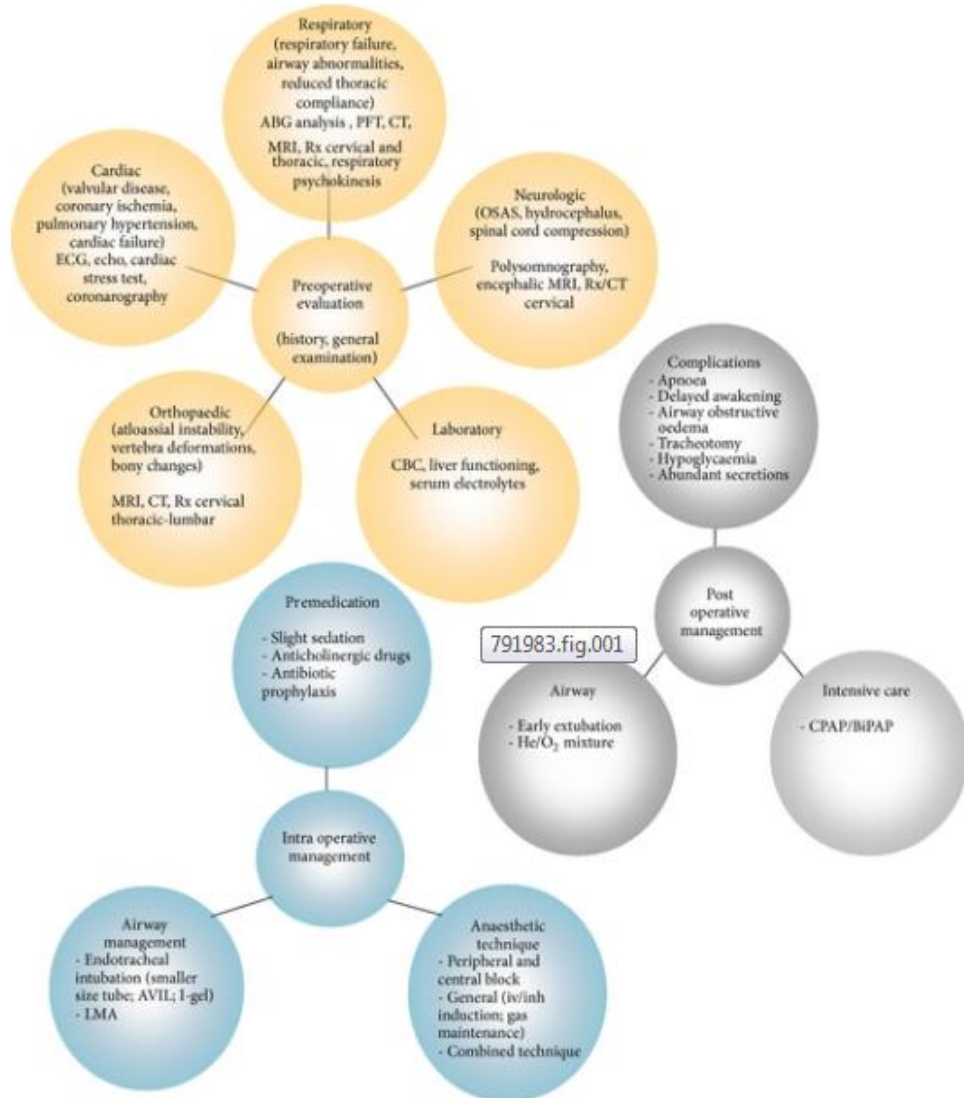 Respiratory
(respiratory failure,
airway abnormalities,
reduced thoracic
compliance)
ABG analysis , PFT, CT,
MRI, Rx cervical and
thoracic, respiratory
psychokinesis
Cardiac
(valvular disease,
coronary ischemia,
pulmonary hypertension,
cardiac failure)
ECG, echo, cardiac
stress test,
coronarography
Neurologic
(OSAS, hydrocephalus,
spinal cord compression)
Polysomnography,
encephalic MRI, Rx/CT
cervical
Preoperative
evaluation
(history, general
examination)
Orthopaedic
(atloassial instability,
vertebra deformations,
bony changes)
MRI, CT, Rx cervical
thoracic-lumbar
Laboratory
CBC, liver functioning,
serum electrolytes
Complications
- Apnoea
- Delayed awakening
- Airway obstructive
oedema
- Tracheotomy
- Hypoglycaemia
- Abundant secretions
Post
operative
management
791983.fig.001
Airway
- Early extubation
- He/O₂ mixture
Intensive care
- CPAP/BiPAP
Premedication
- Slight sedation
- Anticholinergic drugs
- Antibiotic
prophylaxis
Intra operative
management
Airway
management
- Endotracheal
intubation (smaller
size tube; AVIL; I-gel)
- LMA
Anaesthetic
technique
- Peripheral and
central block
- General (iv/inh
induction; gas
maintenance)
- Combined technique